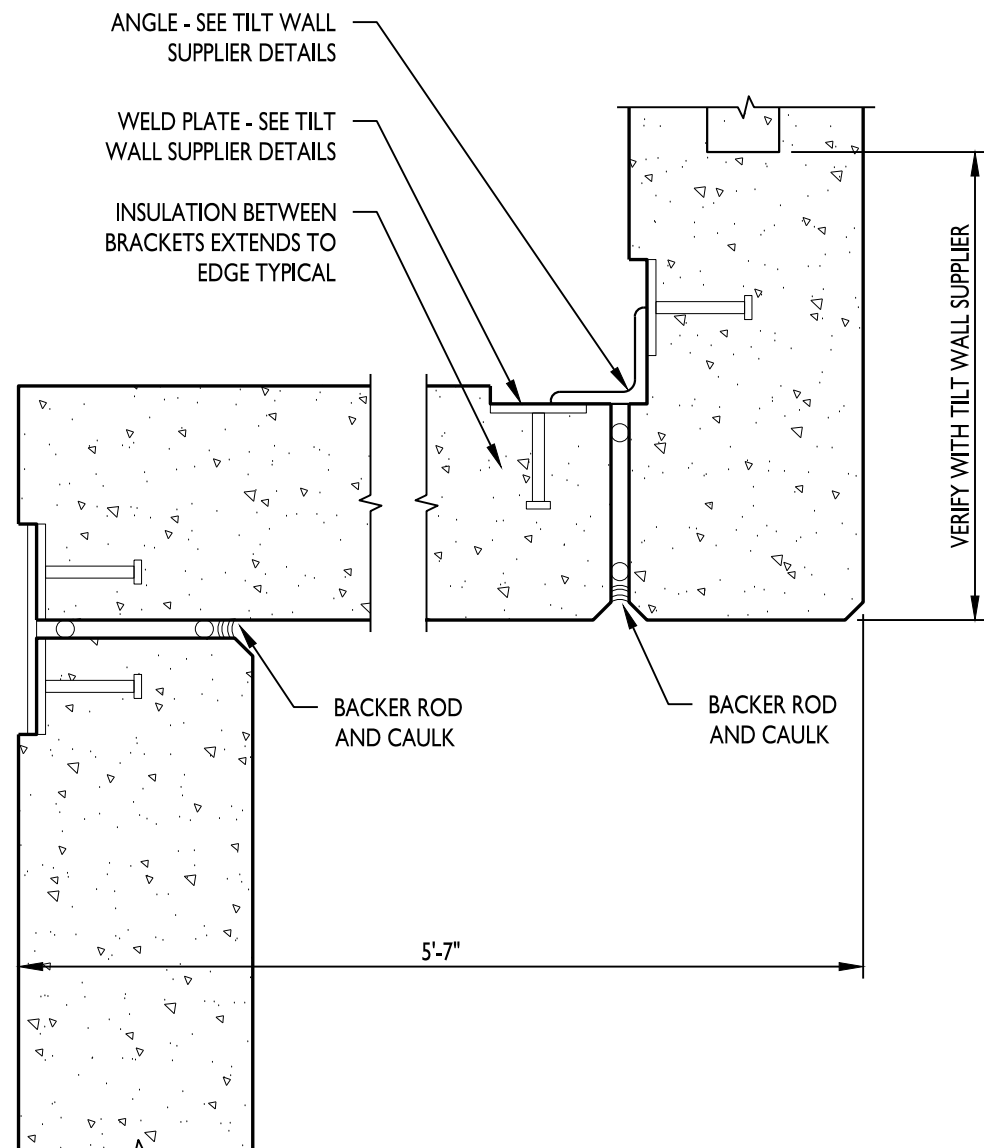 ANGLE - SEE TILT WALL
SUPPLIER DETAILS
WELD PLATE - SEE TILT
WALL SUPPLIER DETAILS
INSULATION BETWEEN
BRACKETS EXTENDS TO
EDGE TYPICAL
VERIFY WITH TILT WALL SUPPLIER
BACKER ROD
AND CAULK
BACKER ROD
AND CAULK
5'-7"